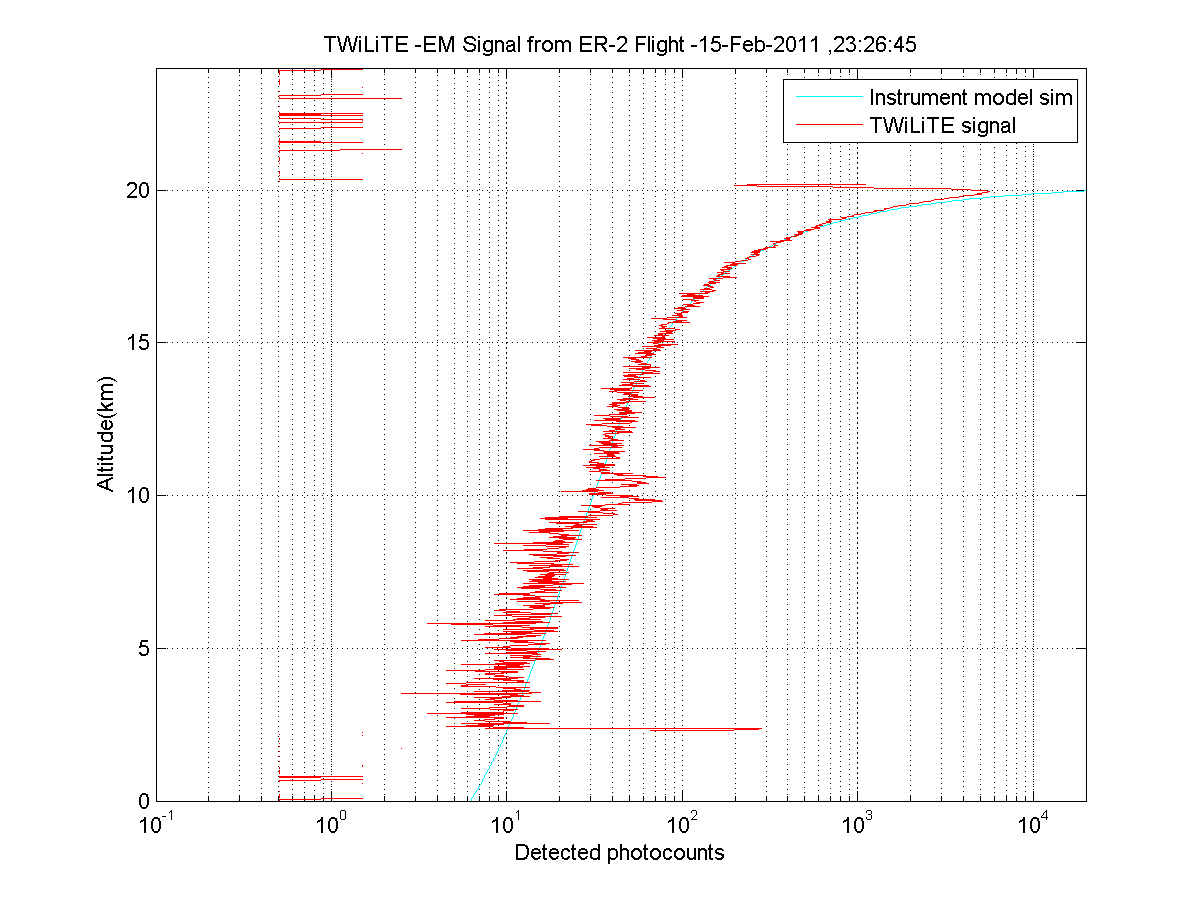 TWiLiTE -EM Signal from ER-2 Flight -15-Feb-2011 ,23:26:45
Instrument model sim
TWiLiTE signal
20
15
10
5
0
Altitude(km)
10^-1 10^0 10^1 10^2 10^3 10^4
Detected photocounts